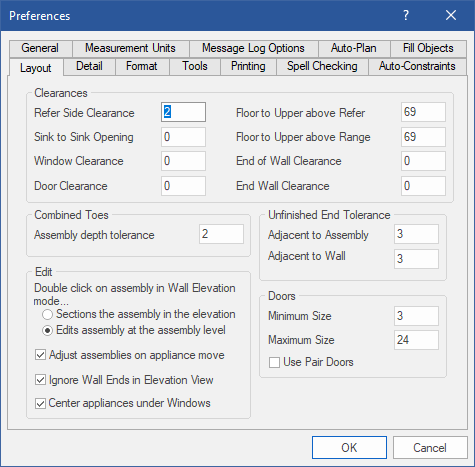 Preferences ? ×
General Measurement Units Message Log Options Auto-Plan Fill Objects
Layout Detail Format Tools Printing Spell Checking Auto-Constraints
Clearances
Refer Side Clearance 2 Floor to Upper above Refer 69
Sink to Sink Opening 0 Floor to Upper above Range 69
Window Clearance 0 End of Wall Clearance 0
Door Clearance 0 End Wall Clearance 0
Combined Toes
Assembly depth tolerance 2
Unfinished End Tolerance
Adjacent to Assembly 3
Adjacent to Wall 3
Edit
Double click on assembly in Wall Elevation
mode...
Sections the assembly in the elevation
Edits assembly at the assembly level
Adjust assemblies on appliance move
Ignore Wall Ends in Elevation View
Center appliances under Windows
Doors
Minimum Size 3
Maximum Size 24
Use Pair Doors
OK Cancel